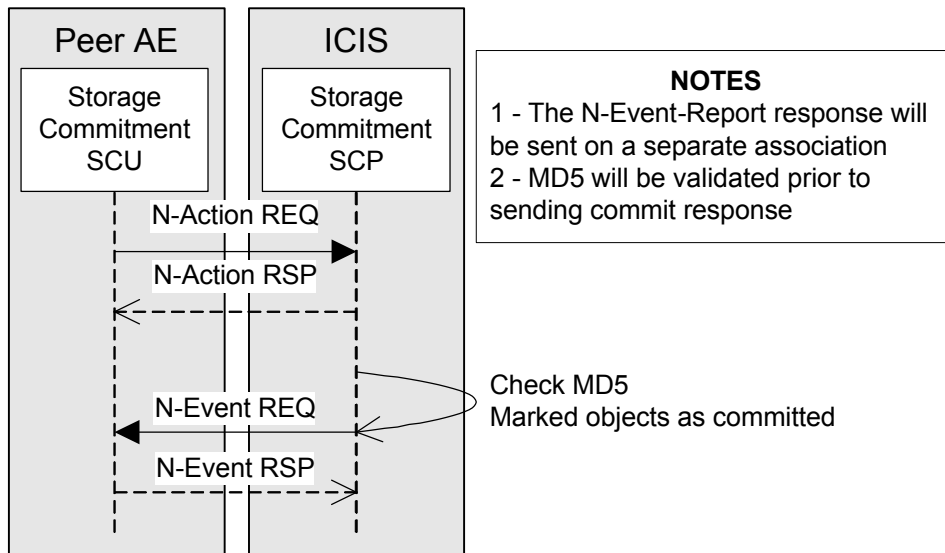 Peer AE
ICIS
Storage
Commitment
SCU
Storage
Commitment
SCP
NOTES
1 - The N-Event-Report response will
be sent on a separate association
2 - MD5 will be validated prior to
sending commit response
N-Action REQ
N-Action RSP
Check MD5
Marked objects as committed
N-Event REQ
N-Event RSP